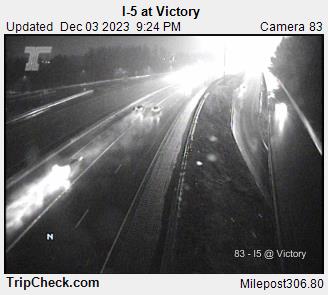 I-5 at Victory
Updated  Dec 03 2023  9:24 PM
Camera 83
T
N
83 - I5 @ Victory
TripCheck.com
Milepost306.80